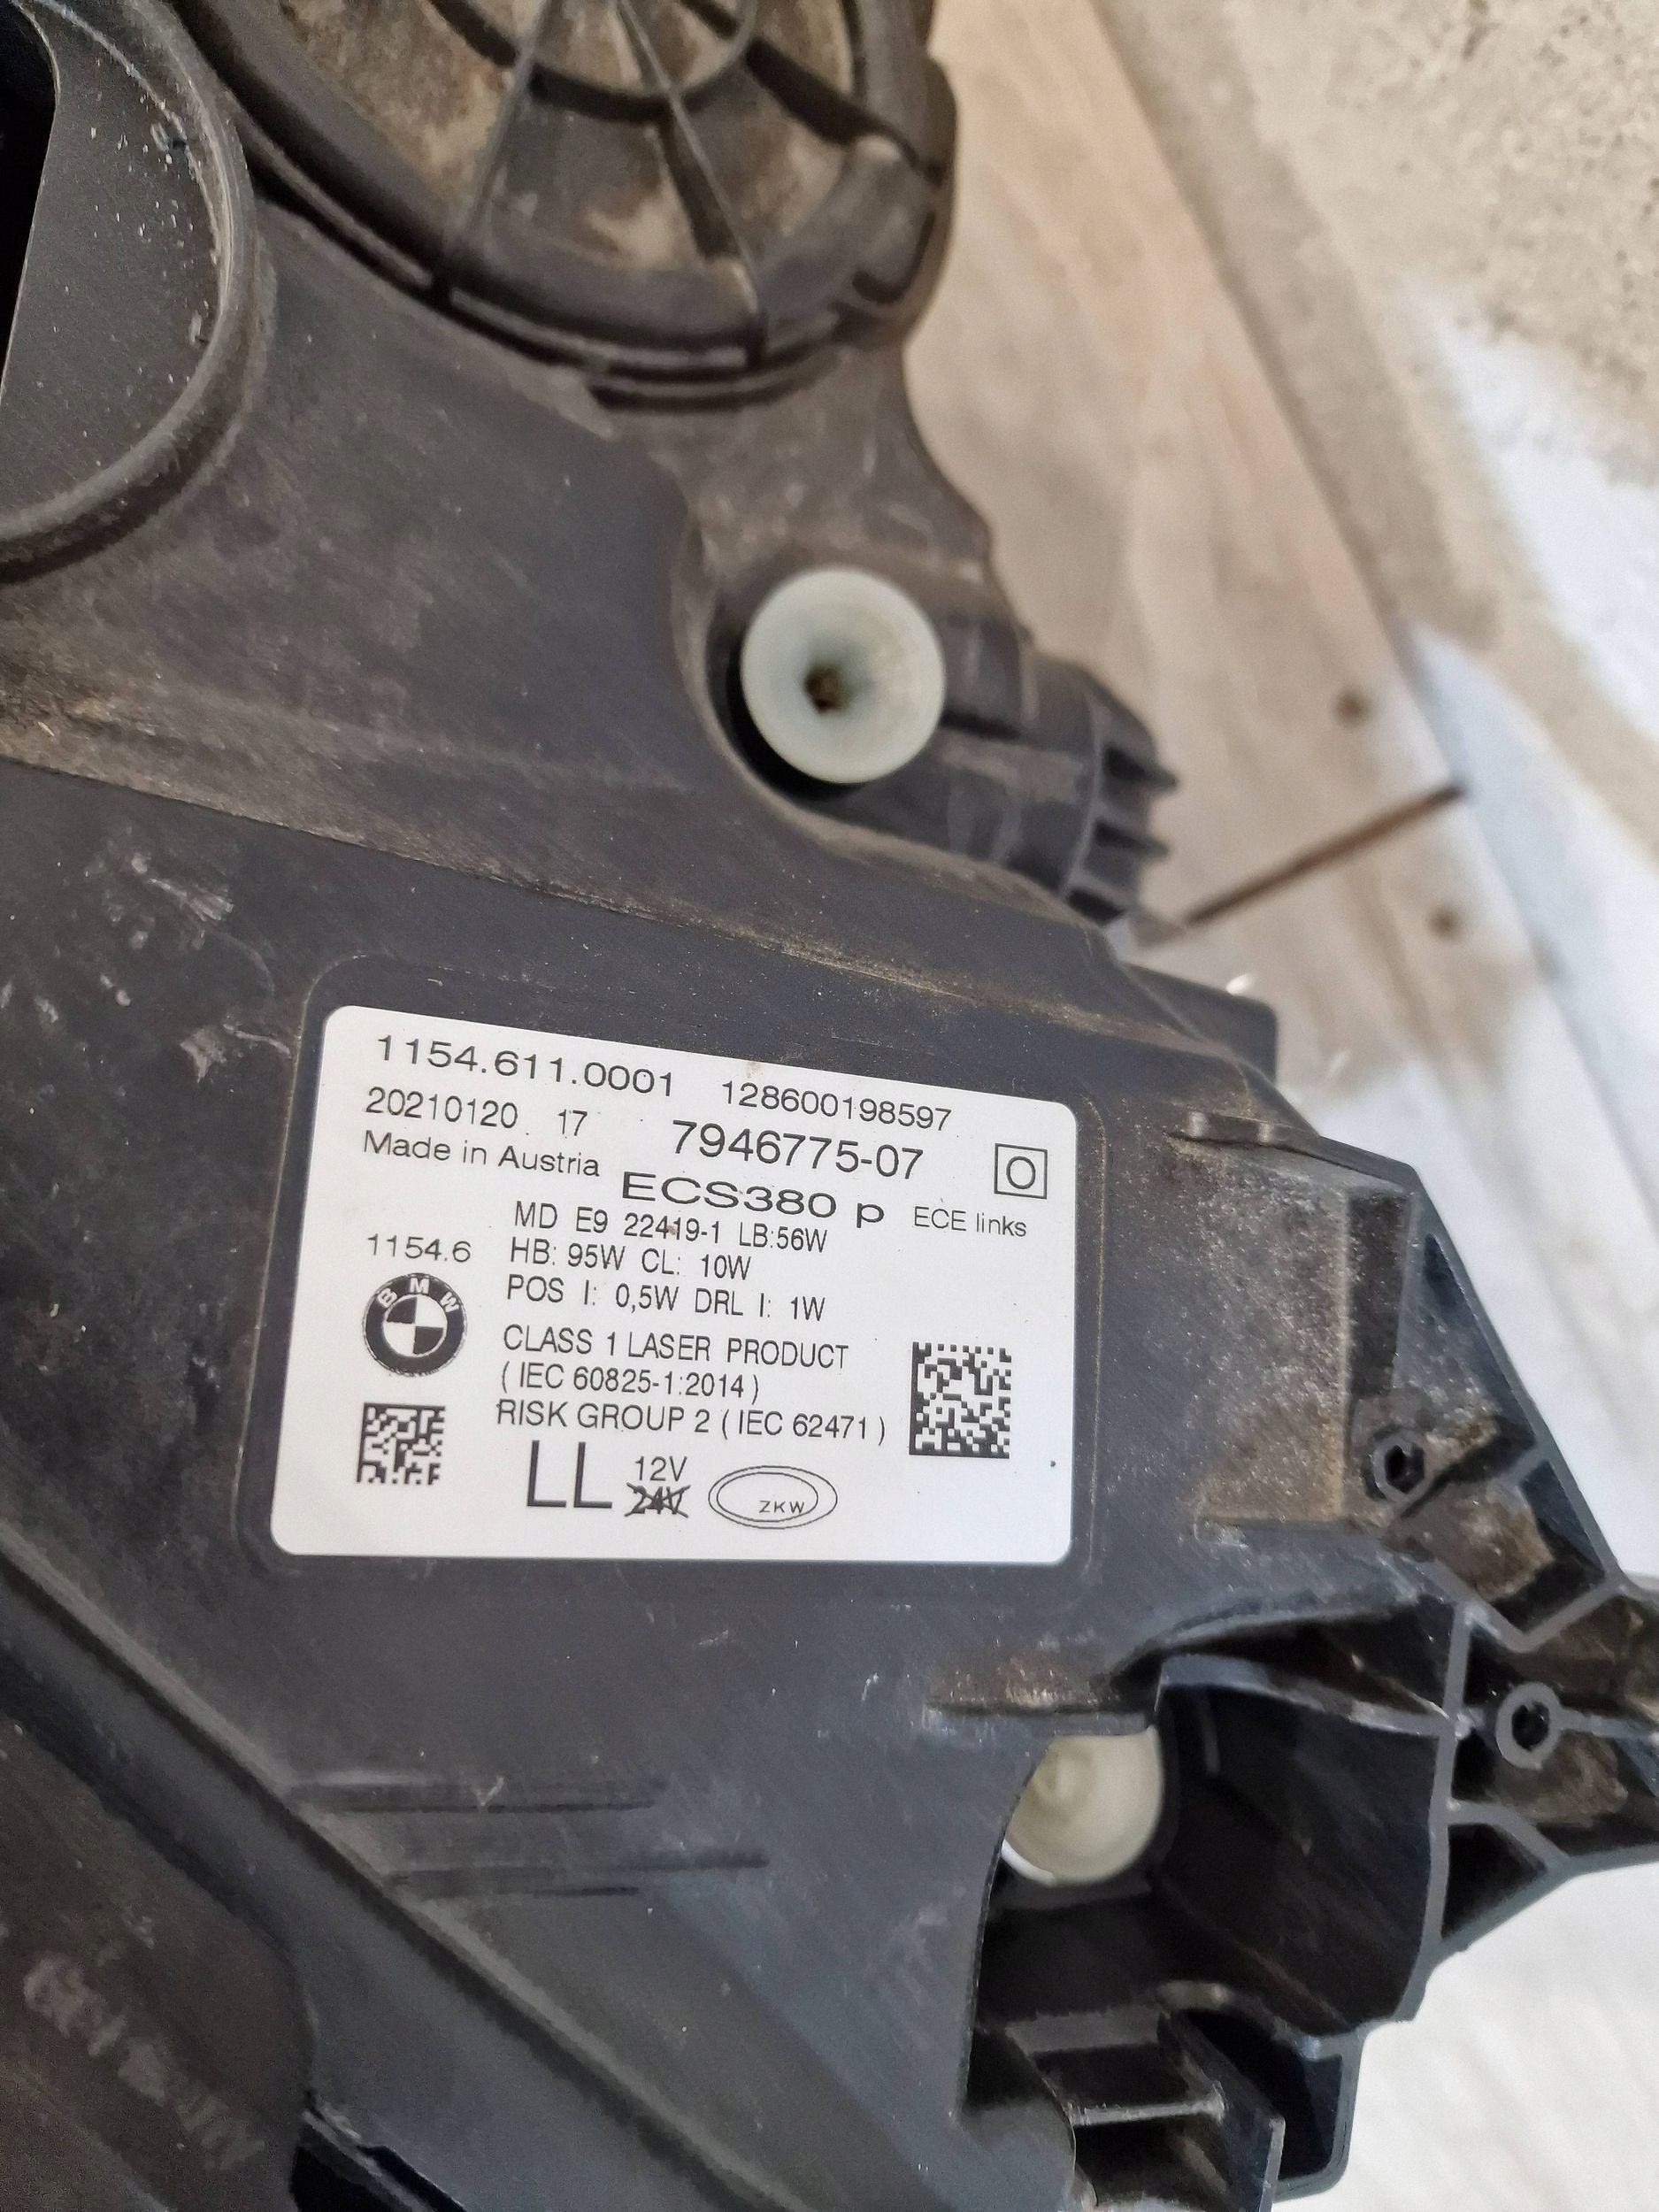 1154.611.0001 128600198597
20210120 17 7946775-07
Made in Austria ECS380 p ECE links
O
MD E9 22419-1 LB:56W
1154.6 HB: 95W CL: 10W
POS I: 0,5W DRL I: 1W
BMW
CLASS 1 LASER PRODUCT
( IEC 60825-1:2014 )
RISK GROUP 2 ( IEC 62471 )
LL 12V
24V
ZKW